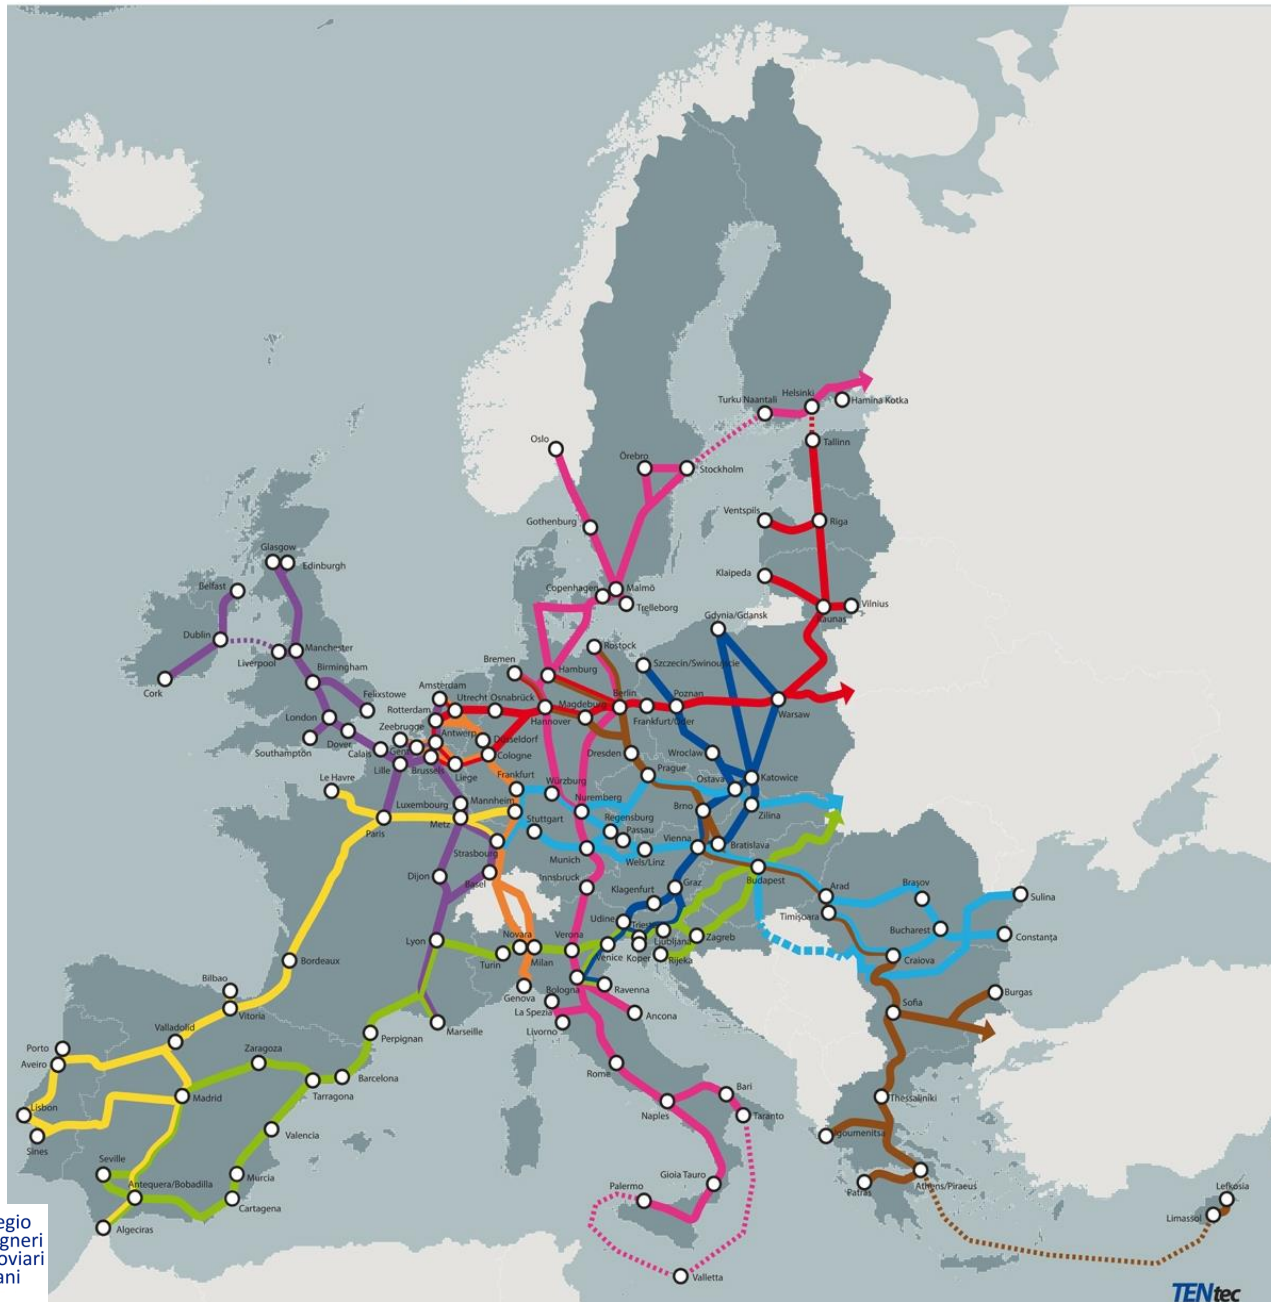 Helsinki
Turku Naantali
Hamina Kotka
Oslo
Tallinn
Örebro
Stockholm
Ventspils
Gothenburg
Riga
Glasgow
Edinburgh
Klaipeda
Belfast
Copenhagen
Malmö
Trelleborg
Vilnius
Gdynia/Gdansk
Dublin
Liverpool
Manchester
Rostock
Bremen
Szczecin/Swinoujscie
Birmingham
Hamburg
Cork
Amsterdam
Felixstowe
Utrecht
Osnabrück
Magdeburg
Berlin
Poznan
Rotterdam
London
Hannover
Frankfurt/Oder
Warsaw
Zeebrugge
Antwerp
Düsseldorf
Southampton
Dover
Calais
Cologne
Dresden
Wroclaw
Lille
Brussels
Liege
Prague
Le Havre
Frankfurt
Würzburg
Ostava
Katowice
Luxembourg
Mannheim
Nuremberg
Brno
Zilina
Paris
Metz
Stuttgart
Regensburg
Passau
Strasbourg
Munich
Wels/Linz
Vienna
Bratislava
Dijon
Basel
Innsbruck
Klagenfurt
Graz
Budapest
Arad
Braşov
Sulina
Udine
Timişoara
Bucharest
Constanţa
Lyon
Novara
Verona
Ljubljana
Zagreb
Turin
Milan
Venice
Koper
Rijeka
Craiova
Bordeaux
Bilbao
Genova
Bologna
Ravenna
Sofia
Burgas
Vitoria
La Spezia
Valladolid
Perpignan
Marseille
Livorno
Ancona
Porto
Zaragoza
Aveiro
Barcelona
Rome
Tarragona
Bari
Lisbon
Madrid
Naples
Taranto
Thessaliniki
Valencia
Sines
Seville
Murcia
Gioia Tauro
Antequera/Bobadilla
Cartagena
Palermo
Patras
Athens/Piraeus
Lefkosia
Limassol
Algeciras
Valletta
TENtec